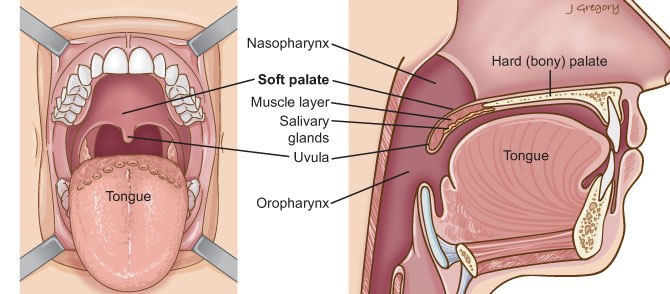 J Gregory
Nasopharynx
Hard (bony) palate
Soft palate
Muscle layer
Salivary
glands
Uvula
Tongue
Tongue
Oropharynx